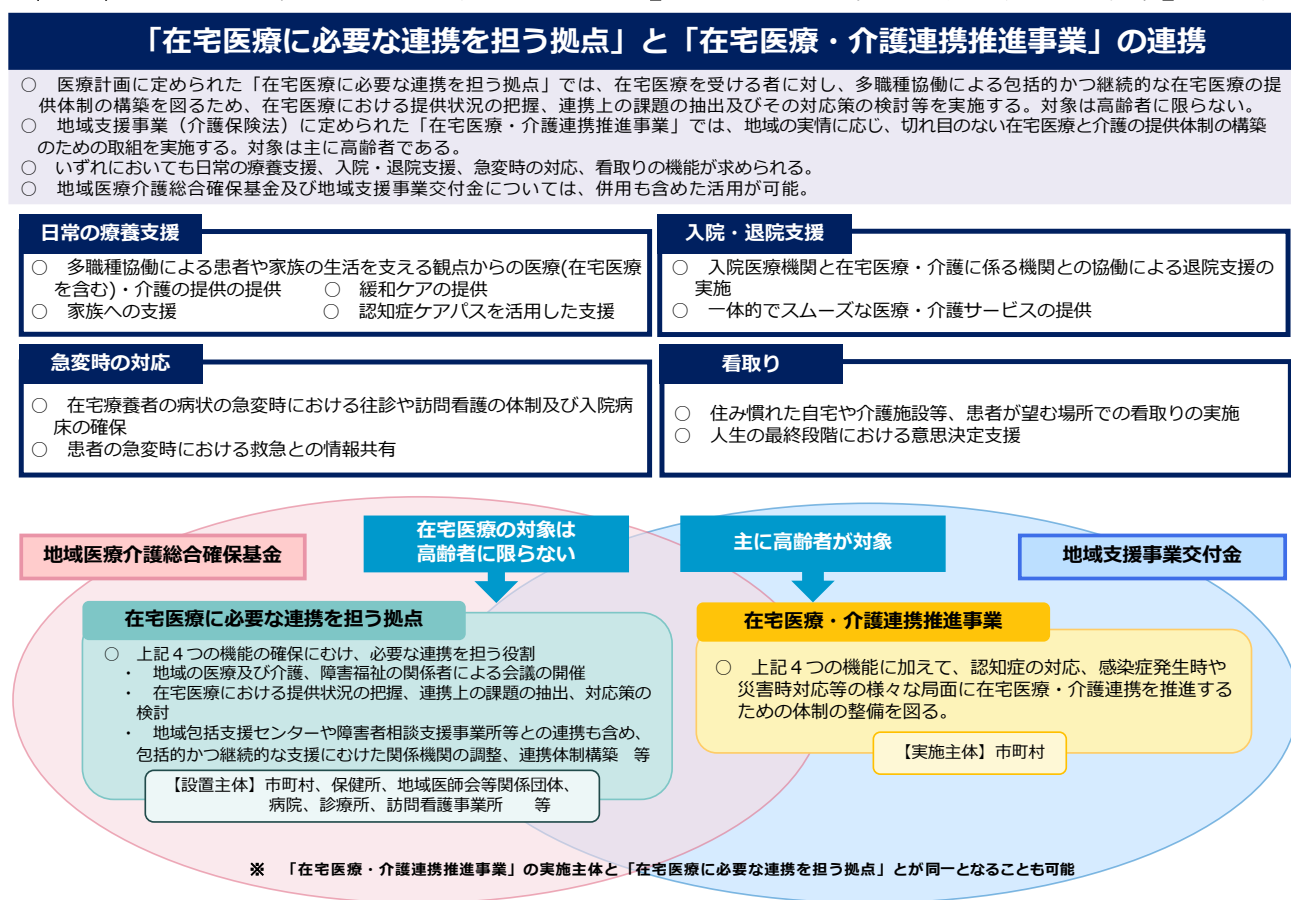 「在宅医療に必要な連携を担う拠点」と「在宅医療・介護連携推進事業」の連携
○　医療計画に定められた「在宅医療に必要な連携を担う拠点」では、在宅医療を受ける者に対し、多職種協働による包括的かつ継続的な在宅医療の提
供体制の構築を図るため、在宅医療における提供状況の把握、連携上の課題の抽出及びその対応策の検討等を実施する。対象は高齢者に限らない。
○　地域支援事業（介護保険法）に定められた「在宅医療・介護連携推進事業」では、地域の実情に応じ、切れ目のない在宅医療と介護の提供体制の構築
のための取組を実施する。対象は主に高齢者である。
○　いずれにおいても日常の療養支援、入院・退院支援、急変時の対応、看取りの機能が求められる。
○　地域医療介護総合確保基金及び地域支援事業交付金については、併用も含めた活用が可能。
日常の療養支援
○　多職種協働による患者や家族の生活を支える観点からの医療(在宅医療
を含む)・介護の提供の提供　　○　緩和ケアの提供
○　家族への支援　　○　認知症ケアパスを活用した支援
入院・退院支援
○　入院医療機関と在宅医療・介護に係る機関との協働による退院支援の
実施
○　一体的でスムーズな医療・介護サービスの提供
急変時の対応
○　在宅療養者の病状の急変時における往診や訪問看護の体制及び入院病
床の確保
○　患者の急変時における救急との情報共有
看取り
○　住み慣れた自宅や介護施設等、患者が望む場所での看取りの実施
○　人生の最終段階における意思決定支援
地域医療介護総合確保基金
在宅医療の対象は
高齢者に限らない
主に高齢者が対象
地域支援事業交付金
在宅医療に必要な連携を担う拠点
○　上記４つの機能の確保にむけ、必要な連携を担う役割
・　地域の医療及び介護、障害福祉の関係者による会議の開催
・　在宅医療における提供状況の把握、連携上の課題の抽出、対応策の
検討
・　地域包括支援センターや障害者相談支援事業所等との連携も含め、
包括的かつ継続的な支援にむけた関係機関の調整、連携体制構築　等
【設置主体】市町村、保健所、地域医師会等関係団体、
病院、診療所、訪問看護事業所　　等
在宅医療・介護連携推進事業
○　上記４つの機能に加えて、認知症の対応、感染症発生時や
災害時対応等の様々な局面に在宅医療・介護連携を推進する
ための体制の整備を図る。
【実施主体】市町村
※　「在宅医療・介護連携推進事業」の実施主体と「在宅医療に必要な連携を担う拠点」とが同一となることも可能